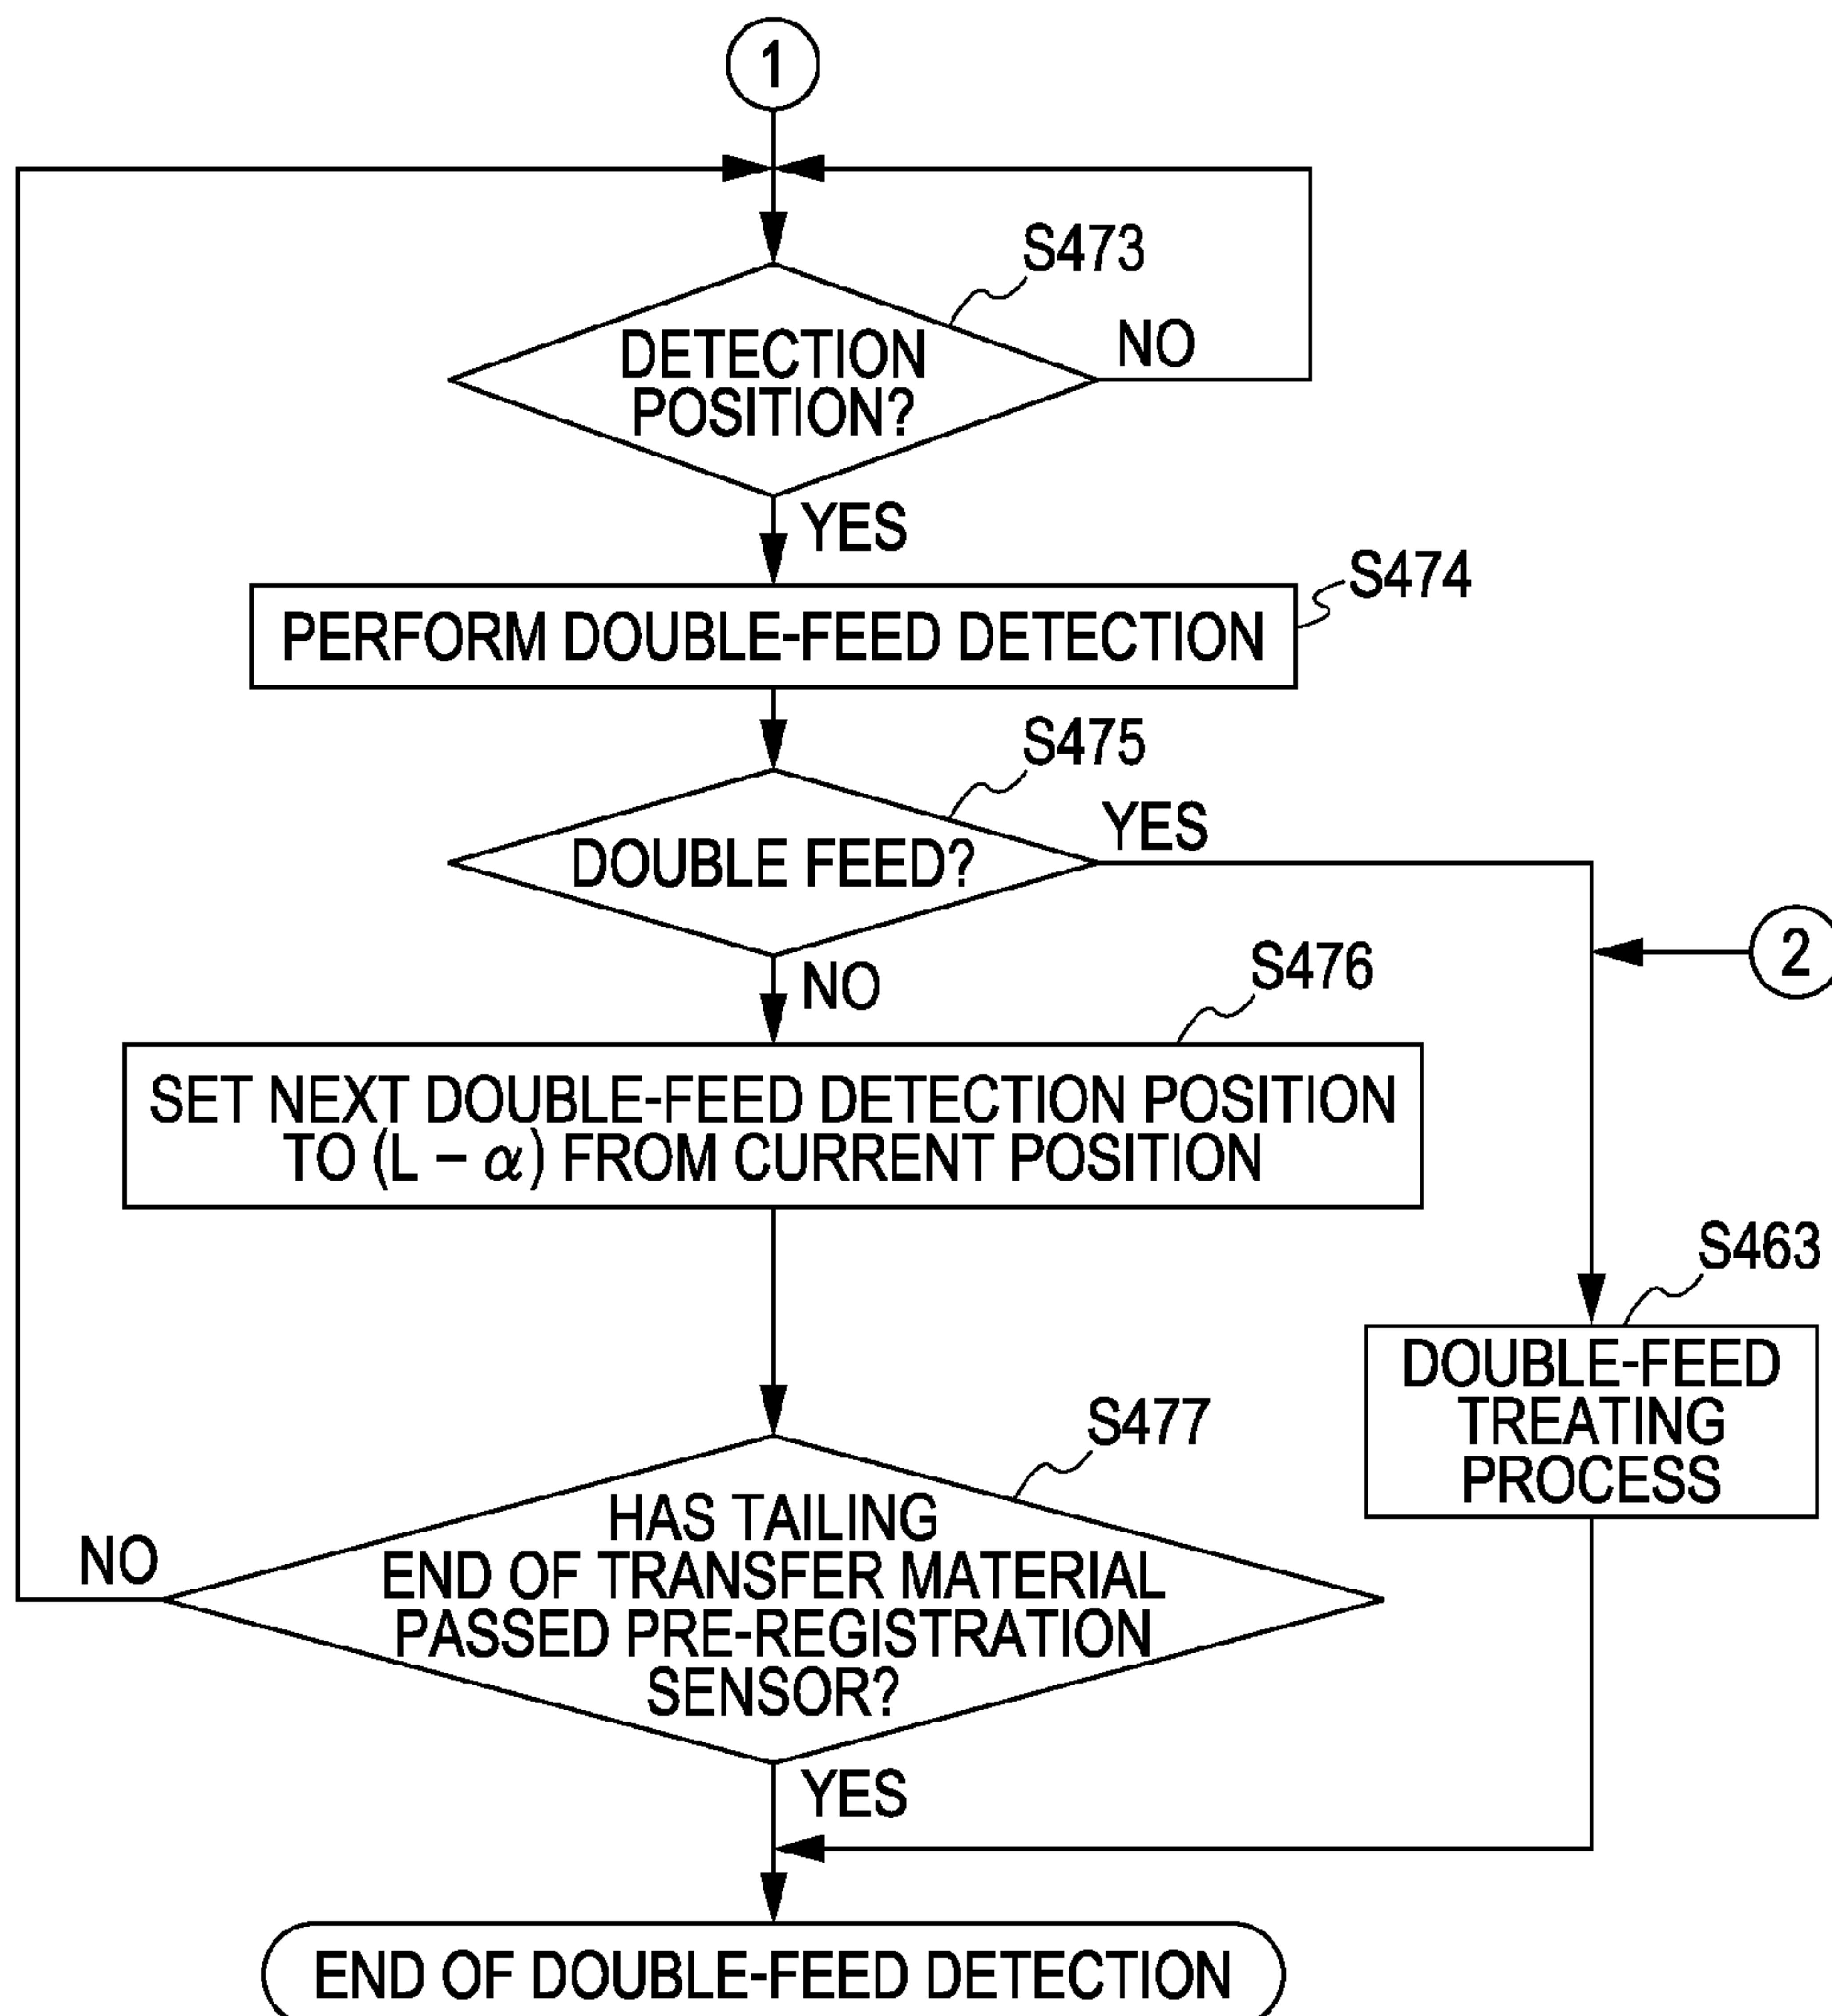 1
S473
DETECTION
POSITION?
NO
YES
S474
PERFORM DOUBLE-FEED DETECTION
S475
DOUBLE FEED?
YES
2
NO
S476
SET NEXT DOUBLE-FEED DETECTION POSITION
TO (L – α) FROM CURRENT POSITION
S463
DOUBLE-FEED
TREATING
PROCESS
S477
HAS TAILING
END OF TRANSFER MATERIAL
PASSED PRE-REGISTRATION
SENSOR?
NO
YES
END OF DOUBLE-FEED DETECTION